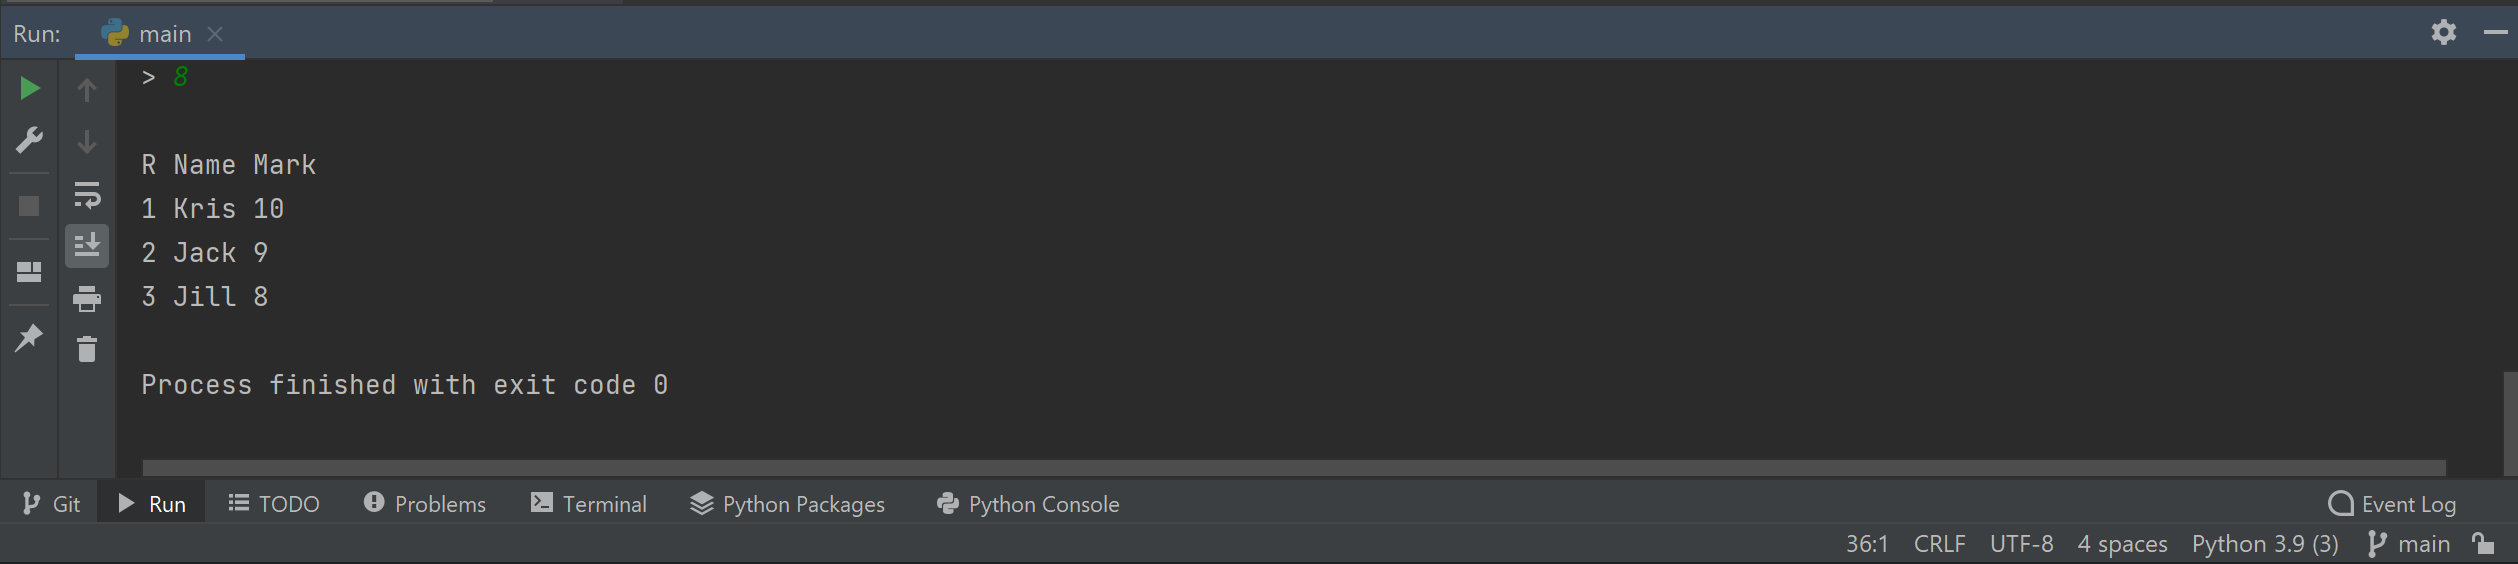 Run: main
> 8
R Name Mark
1 Kris 10
2 Jack 9
3 Jill 8
Process finished with exit code 0
Git Run TODO Problems Terminal Python Packages Python Console Event Log
36:1 CRLF UTF-8 4 spaces Python 3.9 (3) main